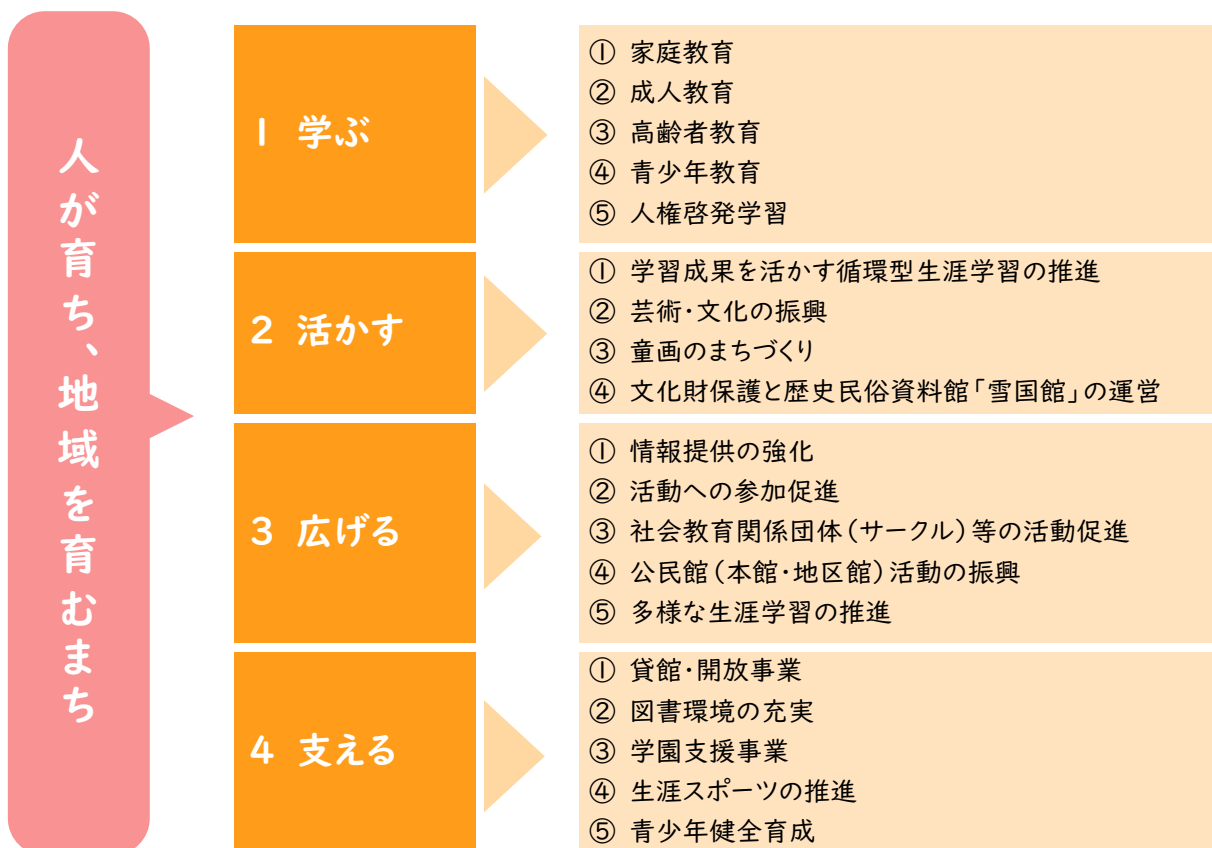 人が育ち、地域を育むまち
1 学ぶ
① 家庭教育
② 成人教育
③ 高齢者教育
④ 青少年教育
⑤ 人権啓発学習
2 活かす
① 学習成果を活かす循環型生涯学習の推進
② 芸術・文化の振興
③ 童画のまちづくり
④ 文化財保護と歴史民俗資料館「雪国館」の運営
3 広げる
① 情報提供の強化
② 活動への参加促進
③ 社会教育関係団体(サークル)等の活動促進
④ 公民館(本館・地区館)活動の振興
⑤ 多様な生涯学習の推進
4 支える
① 貸館・開放事業
② 図書環境の充実
③ 学園支援事業
④ 生涯スポーツの推進
⑤ 青少年健全育成